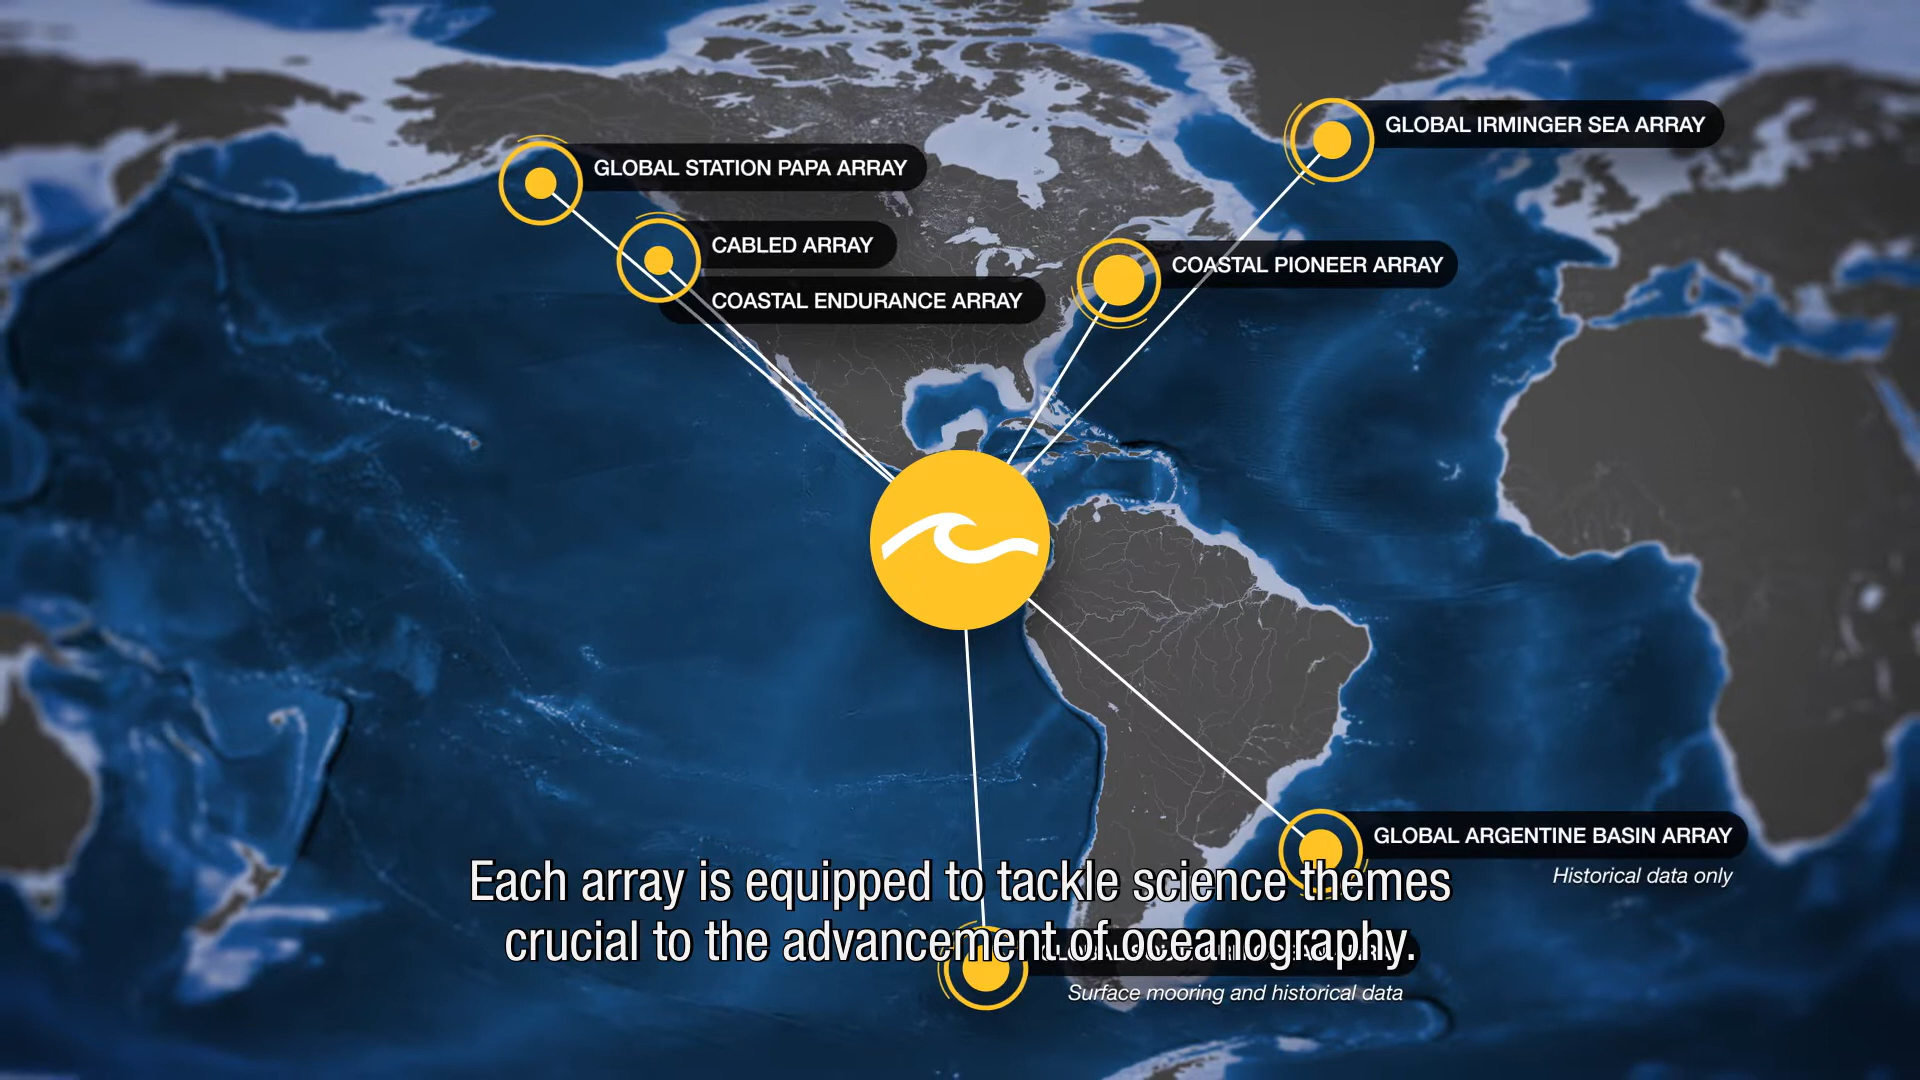 GLOBAL IRMINGER SEA ARRAY
GLOBAL STATION PAPA ARRAY
CABLED ARRAY
COASTAL PIONEER ARRAY
COASTAL ENDURANCE ARRAY
GLOBAL ARGENTINE BASIN ARRAY
Historical data only
Each array is equipped to tackle science themes
crucial to the advancement of oceanography.
GLOBAL
Surface mooring and historical data